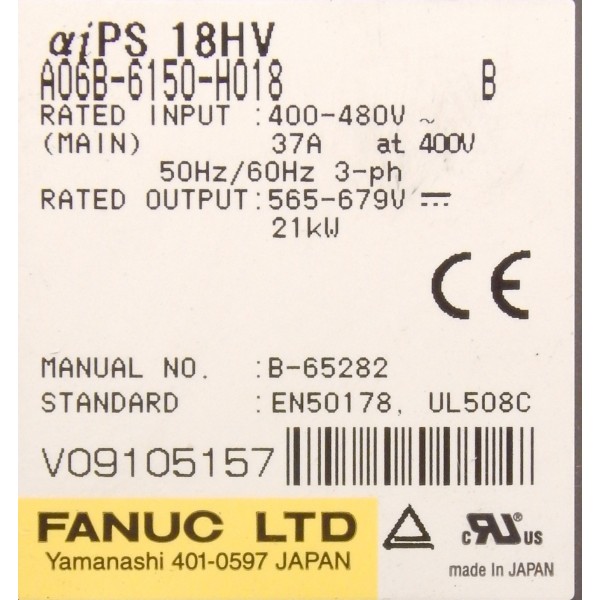 αiPS 18HV
A06B-6150-H018 B
RATED INPUT :400-480V ~
(MAIN) 37A at 400V
50Hz/60Hz 3-ph
RATED OUTPUT:565-679V ⎓
21kW
CE
MANUAL NO. :B-65282
STANDARD :EN50178, UL508C
V09105157
FANUC LTD
Yamanashi 401-0597 JAPAN
c RU US
made In JAPAN